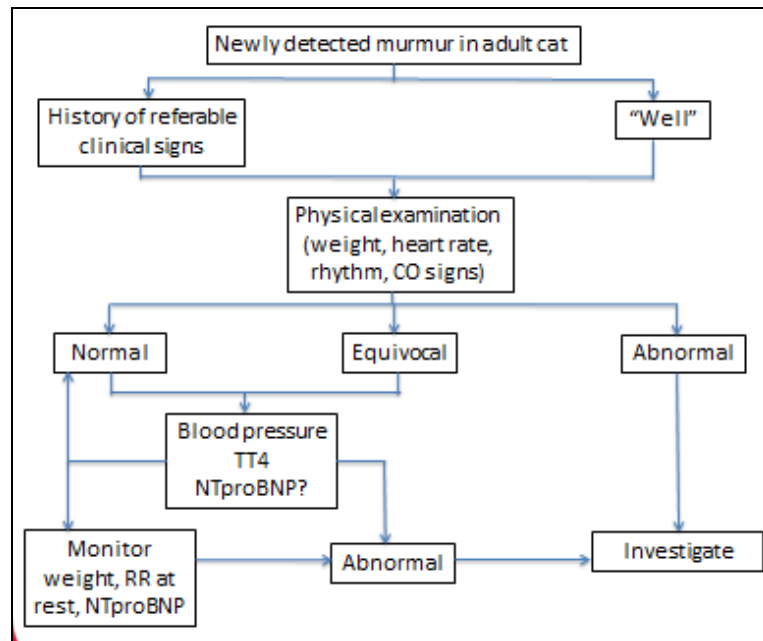 Newly detected murmur in adult cat
History of referable
clinical signs
“Well”
Physical examination
(weight, heart rate,
rhythm, CO signs)
Normal
Equivocal
Abnormal
Blood pressure
TT4
NTproBNP?
Monitor
weight, RR at
rest, NTproBNP
Abnormal
Investigate